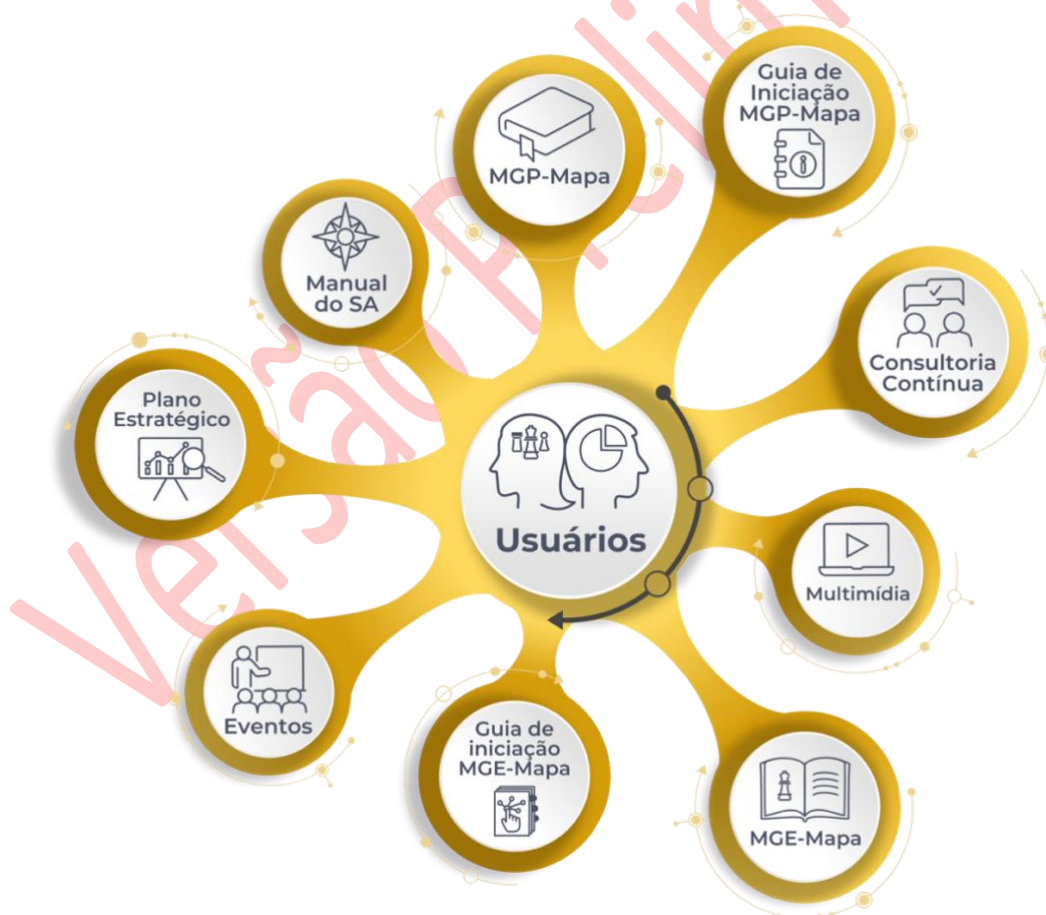 Guia de
Iniciação
MGP-Mapa
MGP-Mapa
Manual
do SA
Consultoria
Contínua
Plano
Estratégico
Usuários
Multimídia
Eventos
Guia de
iniciação
MGE-Mapa
MGE-Mapa
Versão